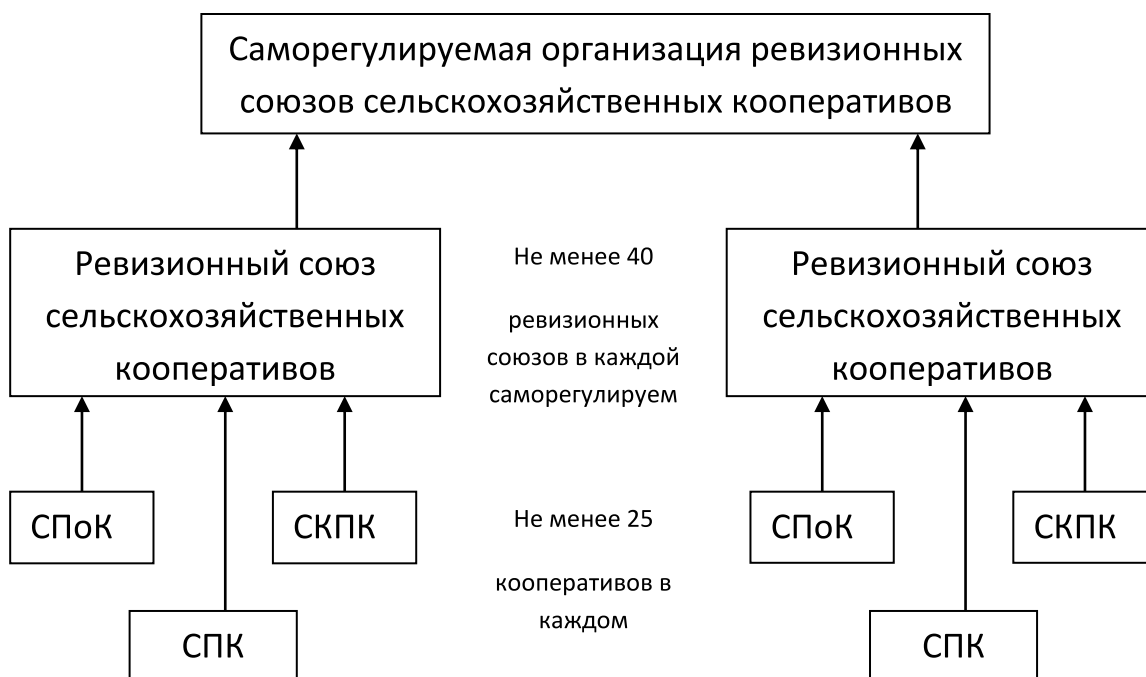 Саморегулируемая организация ревизионных
союзов сельскохозяйственных кооперативов
Ревизионный союз
сельскохозяйственных
кооперативов
Не менее 40
ревизионных
союзов в каждой
саморегулируем
Ревизионный союз
сельскохозяйственных
кооперативов
СПоК
СКПК
СПК
Не менее 25
кооперативов в
каждом
СПоК
СКПК
СПК